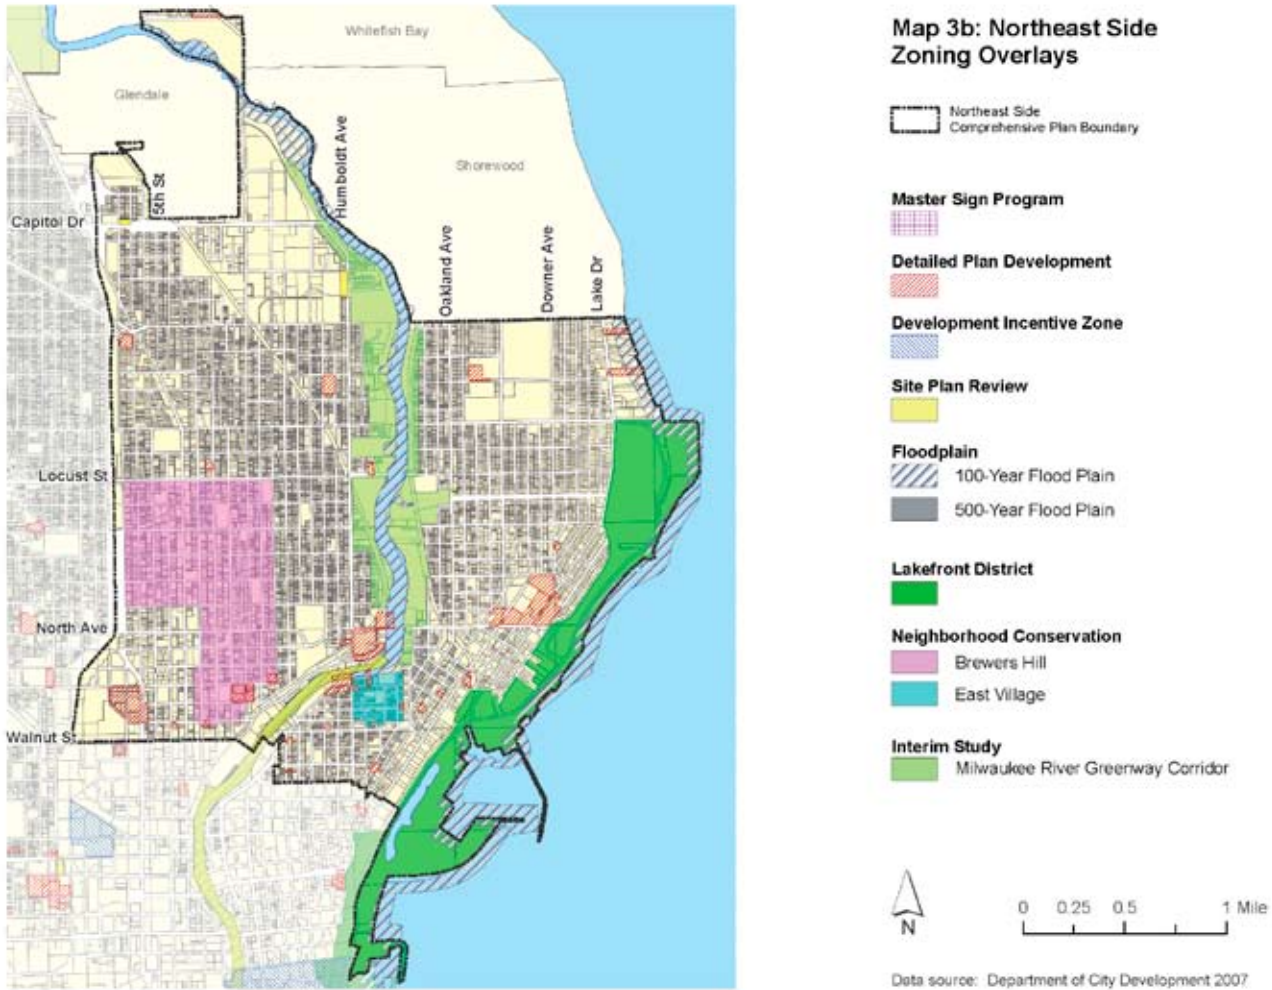 Whitefish Bay
Glendale
Humboldt Ave
Shorewood
5th St
Capitol Dr
Oakland Ave
Downer Ave
Lake Dr
Locust St
North Ave
Walnut St
Map 3b: Northeast Side
Zoning Overlays
Northeast Side
Comprehensive Plan Boundary
Master Sign Program
Detailed Plan Development
Development Incentive Zone
Site Plan Review
Floodplain
100-Year Flood Plain
500-Year Flood Plain
Lakefront District
Neighborhood Conservation
Brewers Hill
East Village
Interim Study
Milwaukee River Greenway Corridor
N
0 0.25 0.5 1 Mile
Data source: Department of City Development 2007